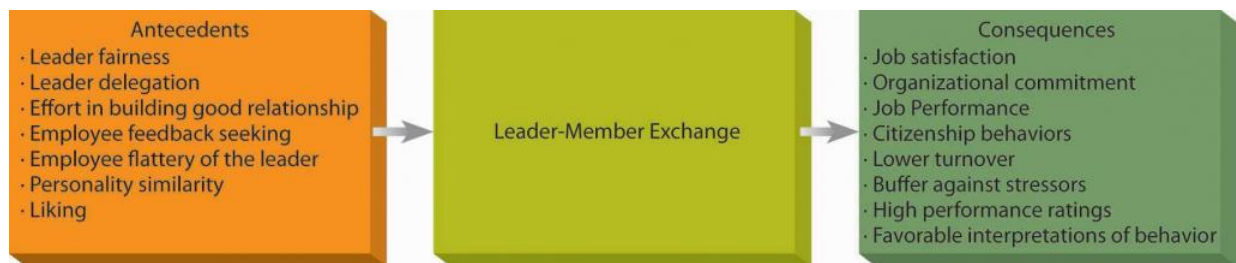 Antecedents
· Leader fairness
· Leader delegation
· Effort in building good relationship
· Employee feedback seeking
· Employee flattery of the leader
· Personality similarity
· Liking
Leader-Member Exchange
Consequences
· Job satisfaction
· Organizational commitment
· Job Performance
· Citizenship behaviors
· Lower turnover
· Buffer against stressors
· High performance ratings
· Favorable interpretations of behavior